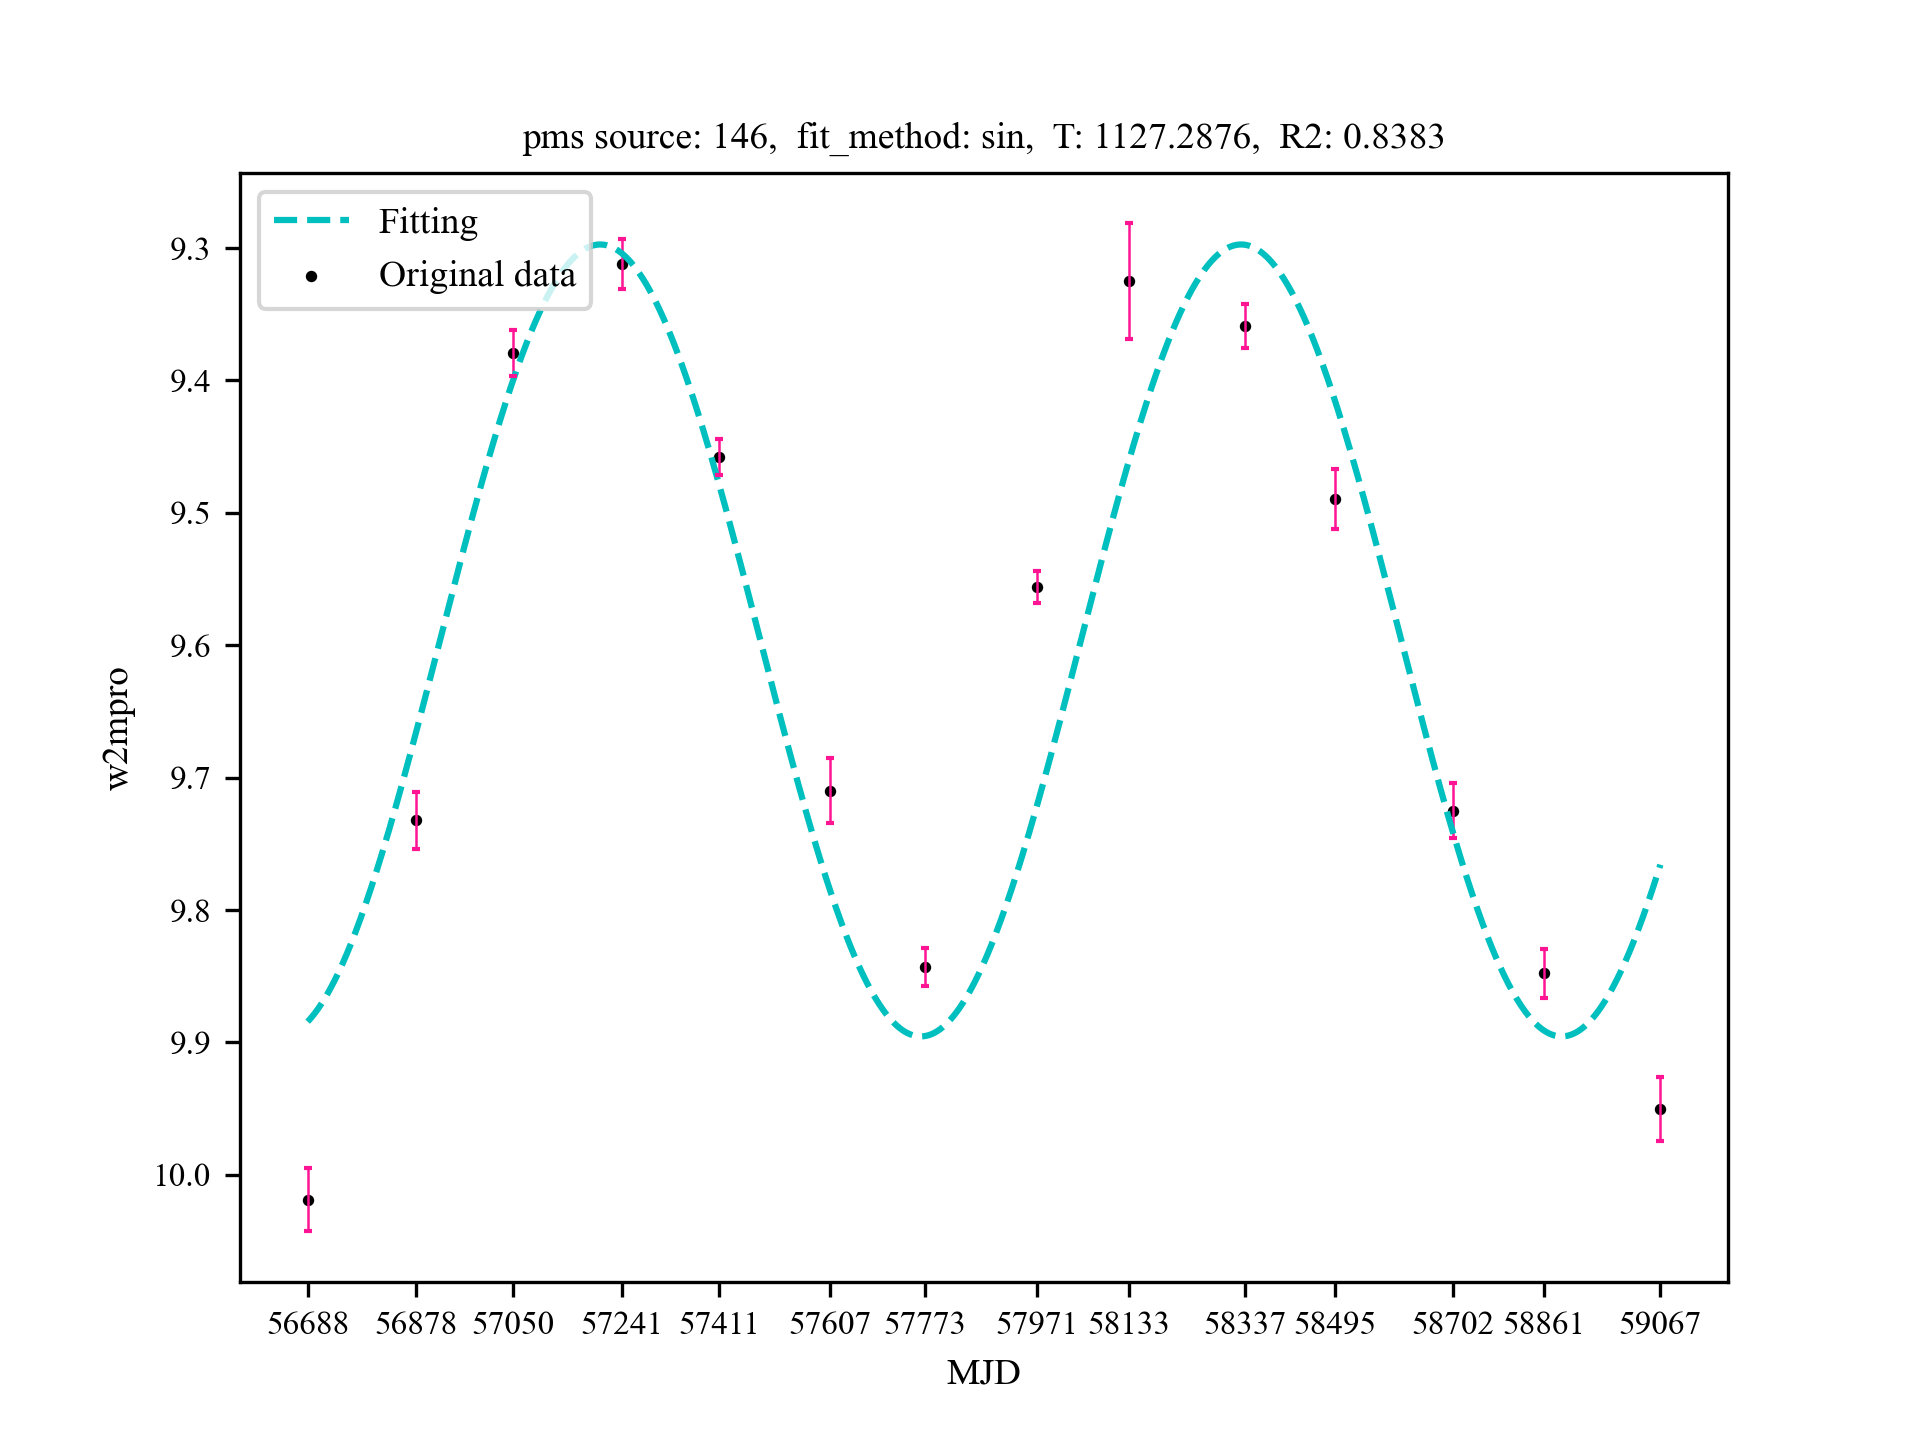 pms source: 146,  fit_method: sin,  T: 1127.2876,  R2: 0.8383
Fitting
Original data
9.3
9.4
9.5
9.6
9.7
9.8
9.9
10.0
w2mpro
56688 56878 57050 57241 57411 57607 57773 57971 58133 58337 58495 58702 58861 59067
MJD